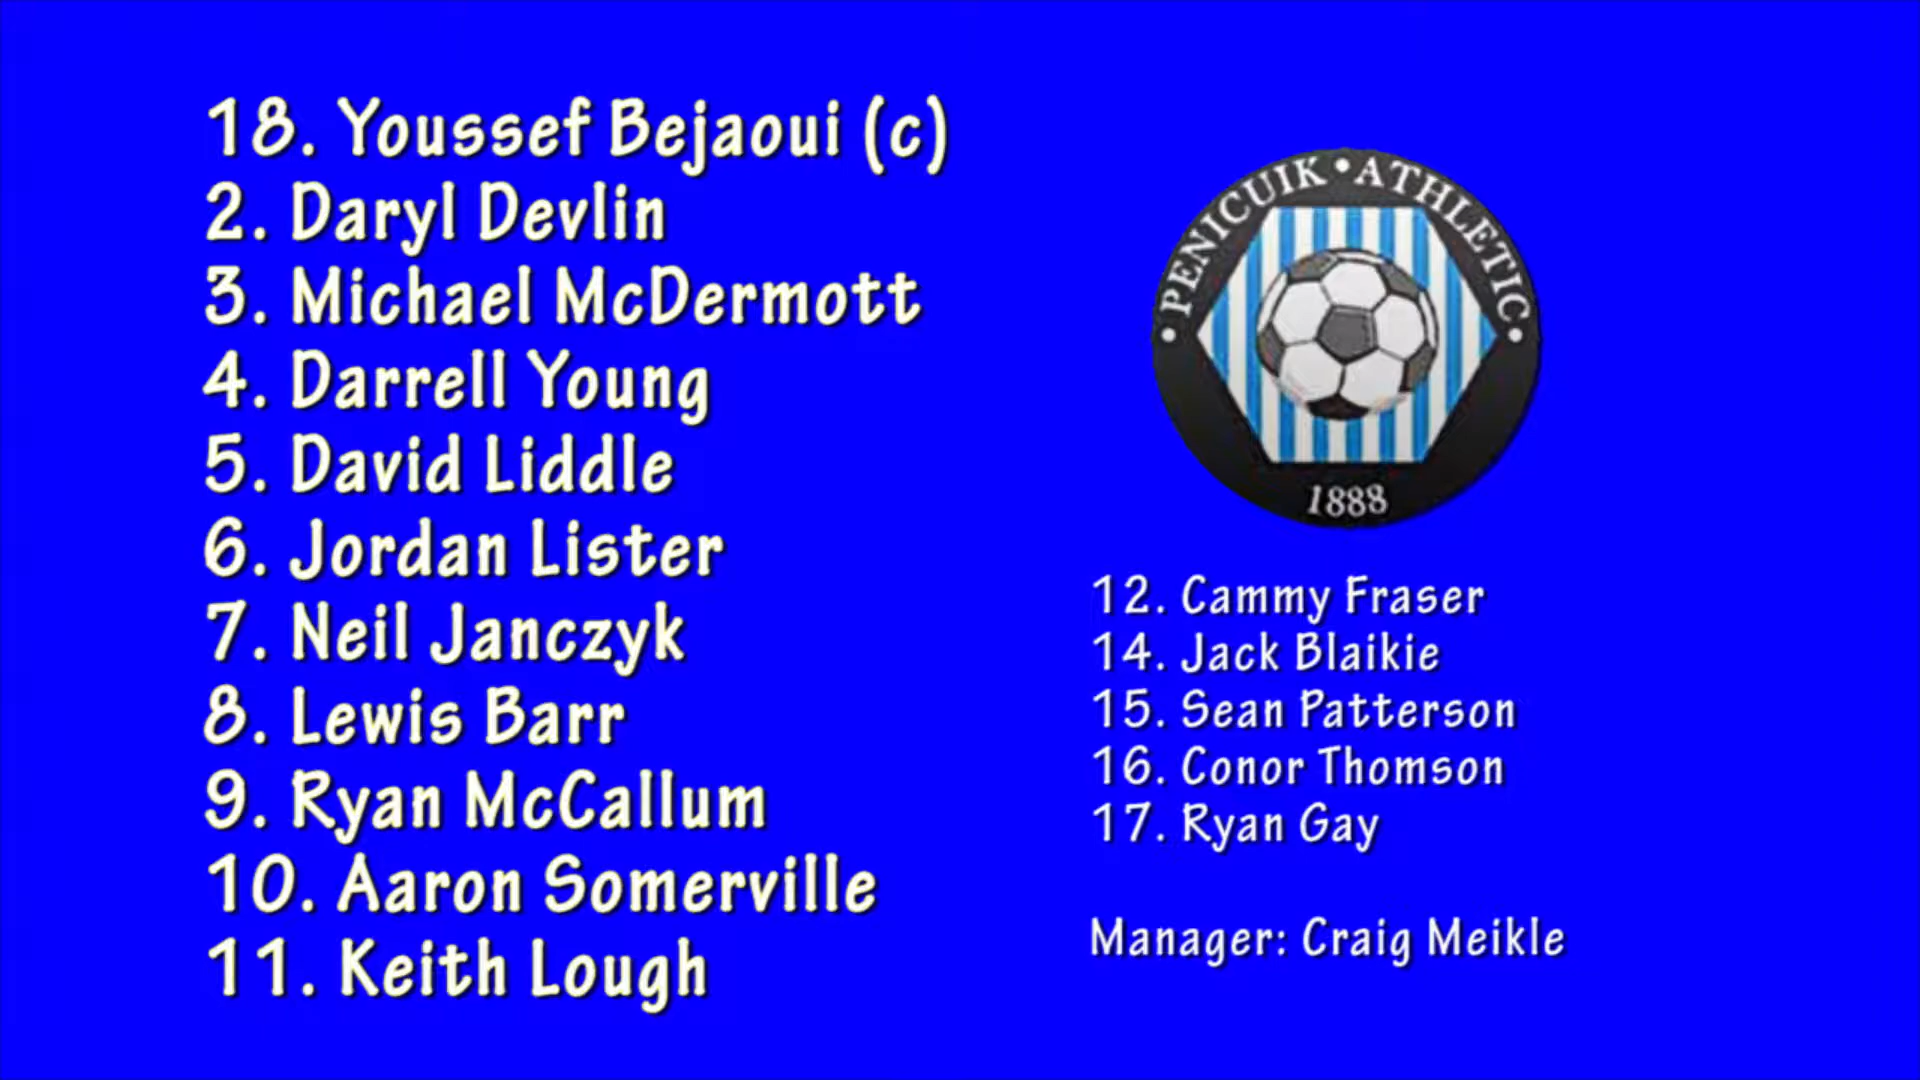 18. Youssef Bejaoui (c)
2. Daryl Devlin
3. Michael McDermott
4. Darrell Young
5. David Liddle
6. Jordan Lister
7. Neil Janczyk
8. Lewis Barr
9. Ryan McCallum
10. Aaron Somerville
11. Keith Lough
• PENICUIK • ATHLETIC •
1888
12. Cammy Fraser
14. Jack Blaikie
15. Sean Patterson
16. Conor Thomson
17. Ryan Gay
Manager: Craig Meikle